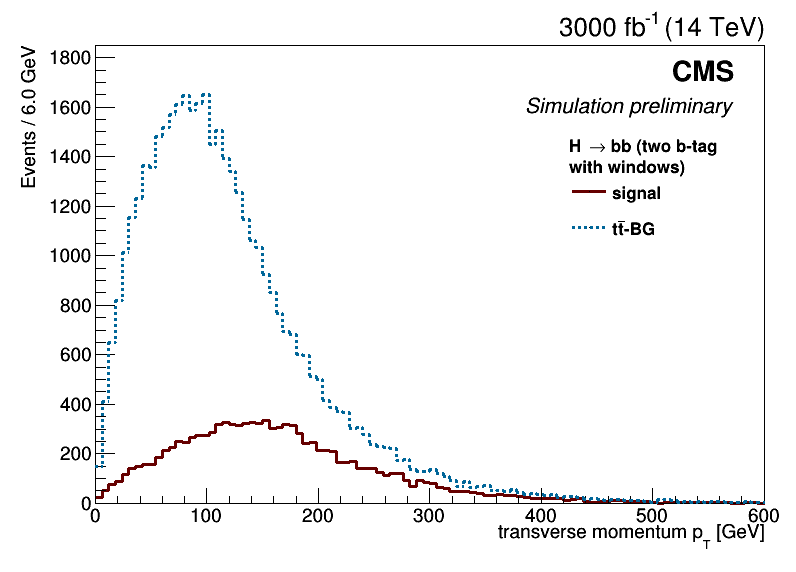 3000 fb-1 (14 TeV)
CMS
Simulation preliminary
H → bb (two b-tag
with windows)
signal
tt̄-BG
Events / 6.0 GeV
1800
1600
1400
1200
1000
800
600
400
200
0
0 100 200 300 400 500 600
transverse momentum pT [GeV]